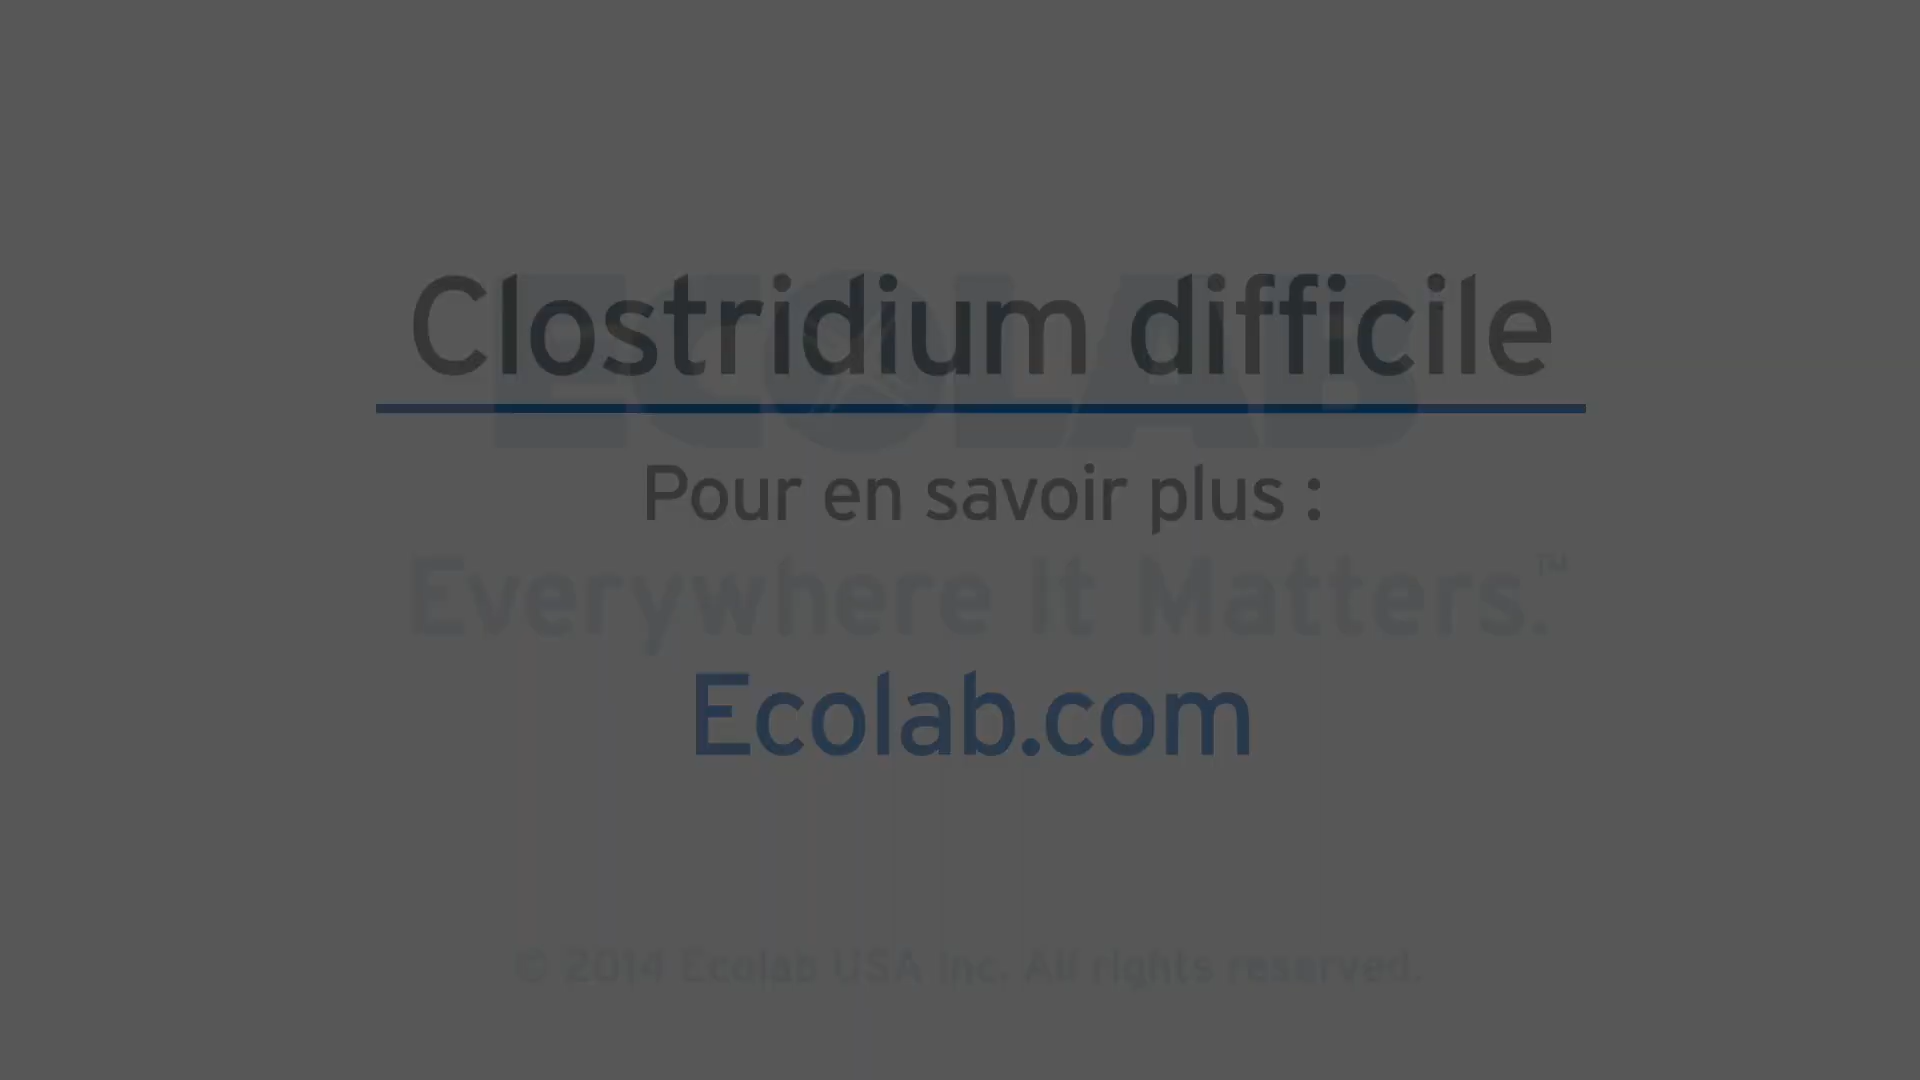 ECOLAB
Clostridium difficile
Pour en savoir plus :
Everywhere It Matters.™
Ecolab.com
© 2014 Ecolab USA Inc. All rights reserved.